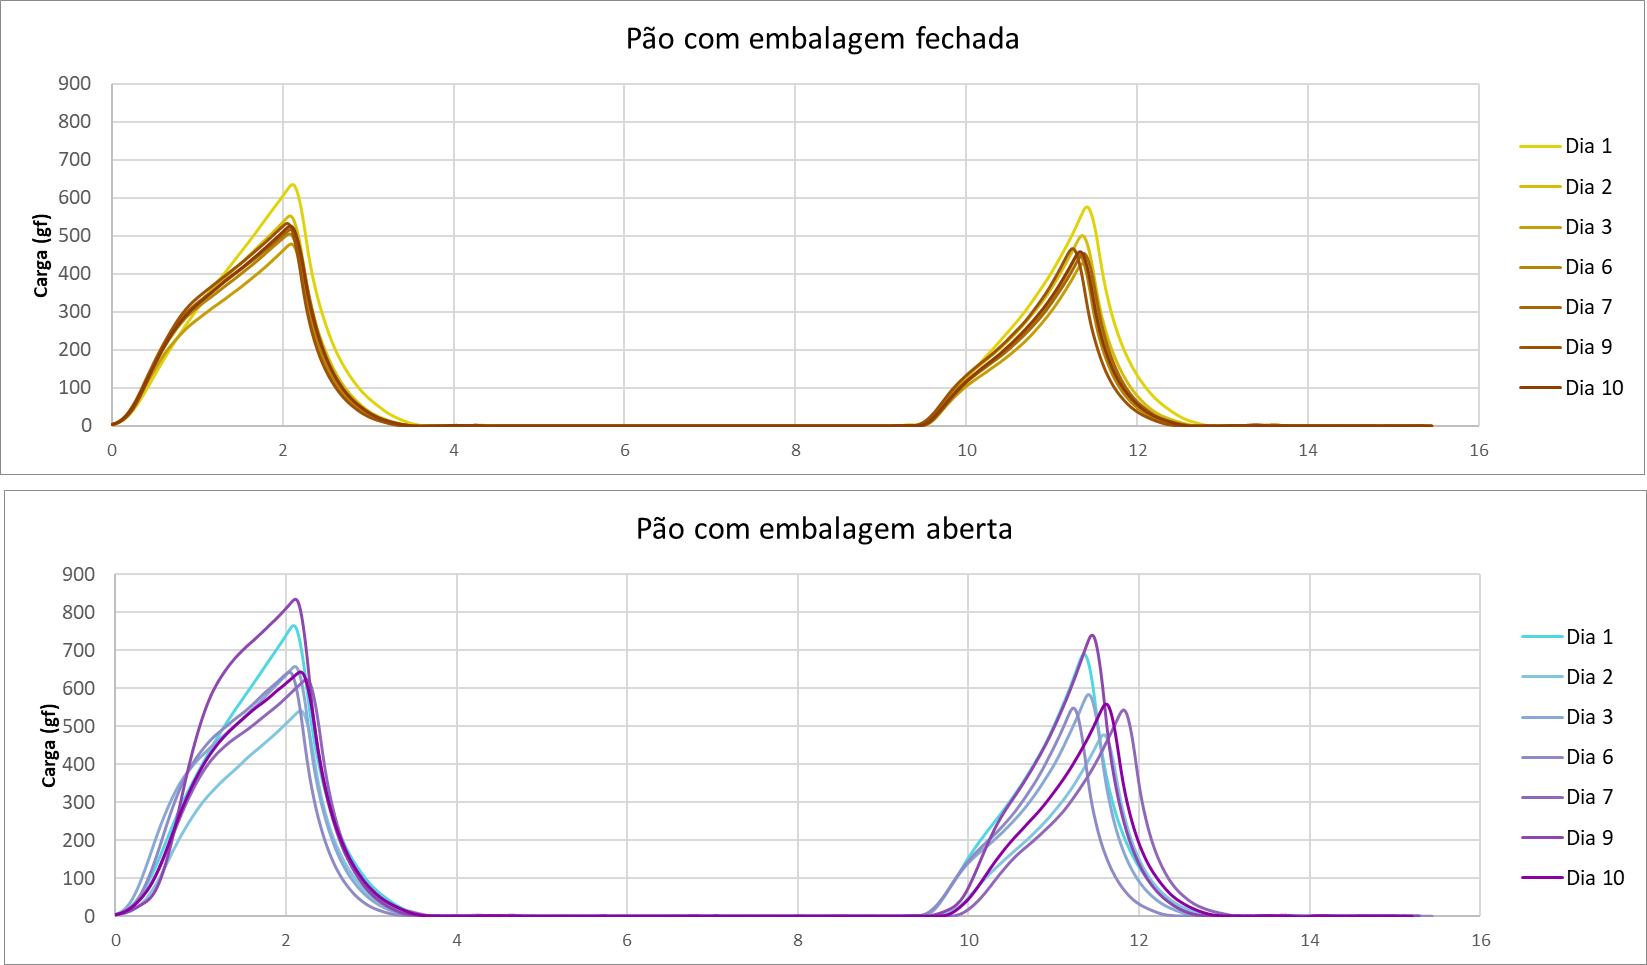 Pão com embalagem fechada
900
800
700
600
500
400
300
200
100
0
Carga (gf)
0 2 4 6 8 10 12 14 16
Dia 1
Dia 2
Dia 3
Dia 6
Dia 7
Dia 9
Dia 10
Pão com embalagem aberta
900
800
700
600
500
400
300
200
100
0
Carga (gf)
0 2 4 6 8 10 12 14 16
Dia 1
Dia 2
Dia 3
Dia 6
Dia 7
Dia 9
Dia 10